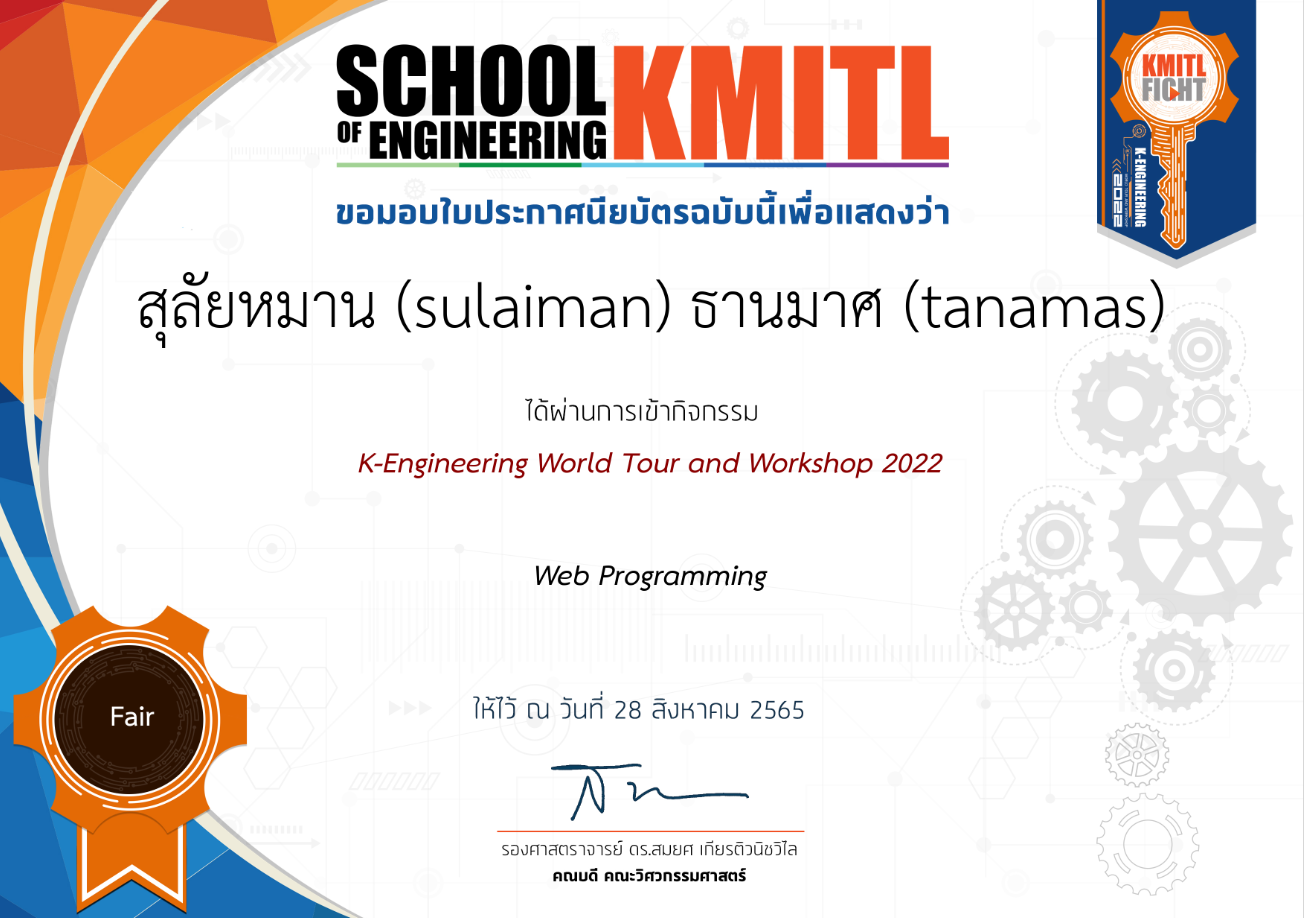 SCHOOL
OF ENGINEERING
KMITL
KMITL
FIGHT
K-ENGINEERING
2022
ขอมอบใบประกาศนียบัตรฉบับนี้เพื่อแสดงว่า
สุลัยหมาน (sulaiman) ธานมาศ (tanamas)
ได้ผ่านการเข้ากิจกรรม
K-Engineering World Tour and Workshop 2022
Web Programming
Fair
ให้ไว้ ณ วันที่ 28 สิงหาคม 2565
รองศาสตราจารย์ ดร.สมยศ เกียรติวนิชวิไล
คณบดี คณะวิศวกรรมศาสตร์